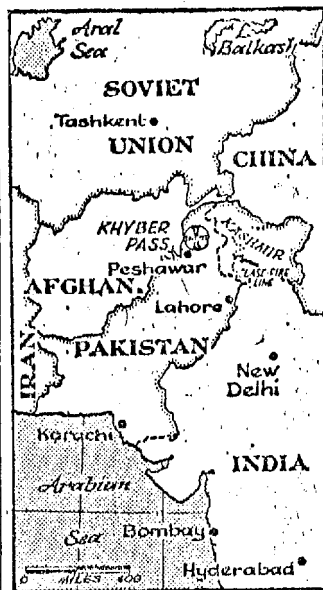 Aral
Sea
Balkash
SOVIET
Tashkent
UNION
CHINA
KHYBER
PASS
KASHMIR
Peshawar
CEASE-FIRE
LINE
AFGHAN.
Lahore
PAKISTAN
IRAN
New
Delhi
Karachi
INDIA
Arabian
Sea
Bombay
0 MILES 400
Hyderabad